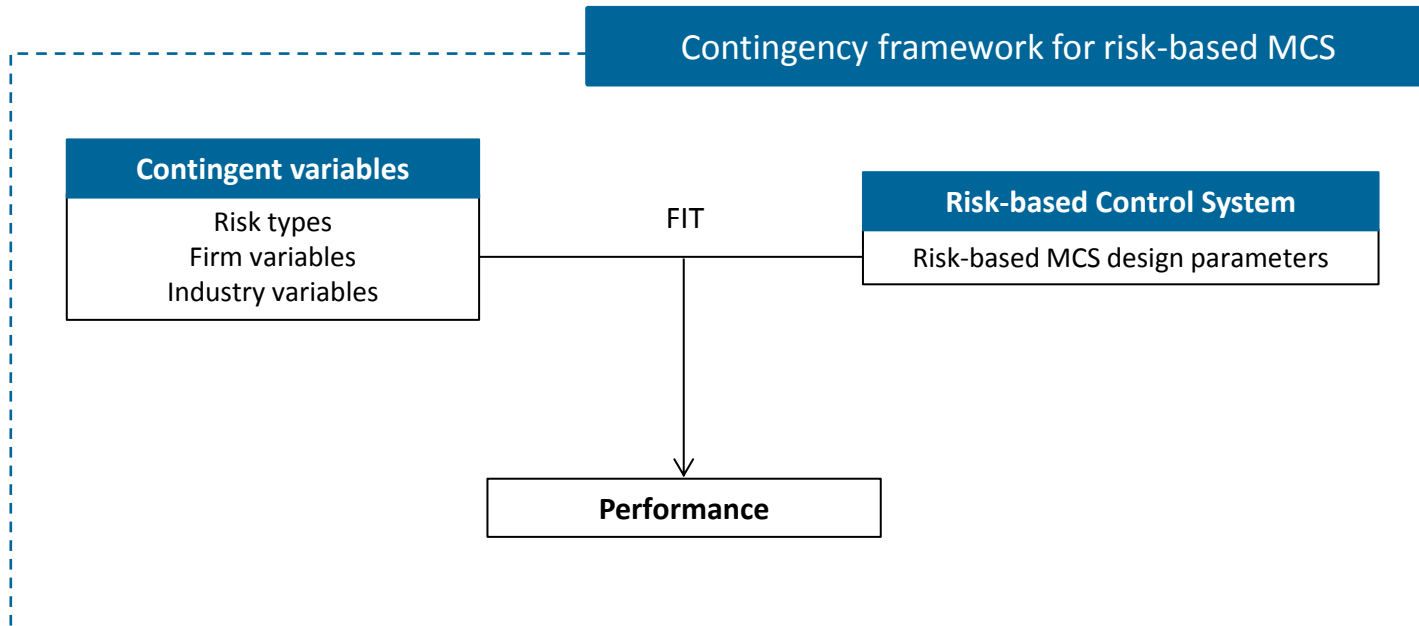 Contingency framework for risk-based MCS
Contingent variables
Risk types
Firm variables
Industry variables
FIT
Risk-based Control System
Risk-based MCS design parameters
Performance